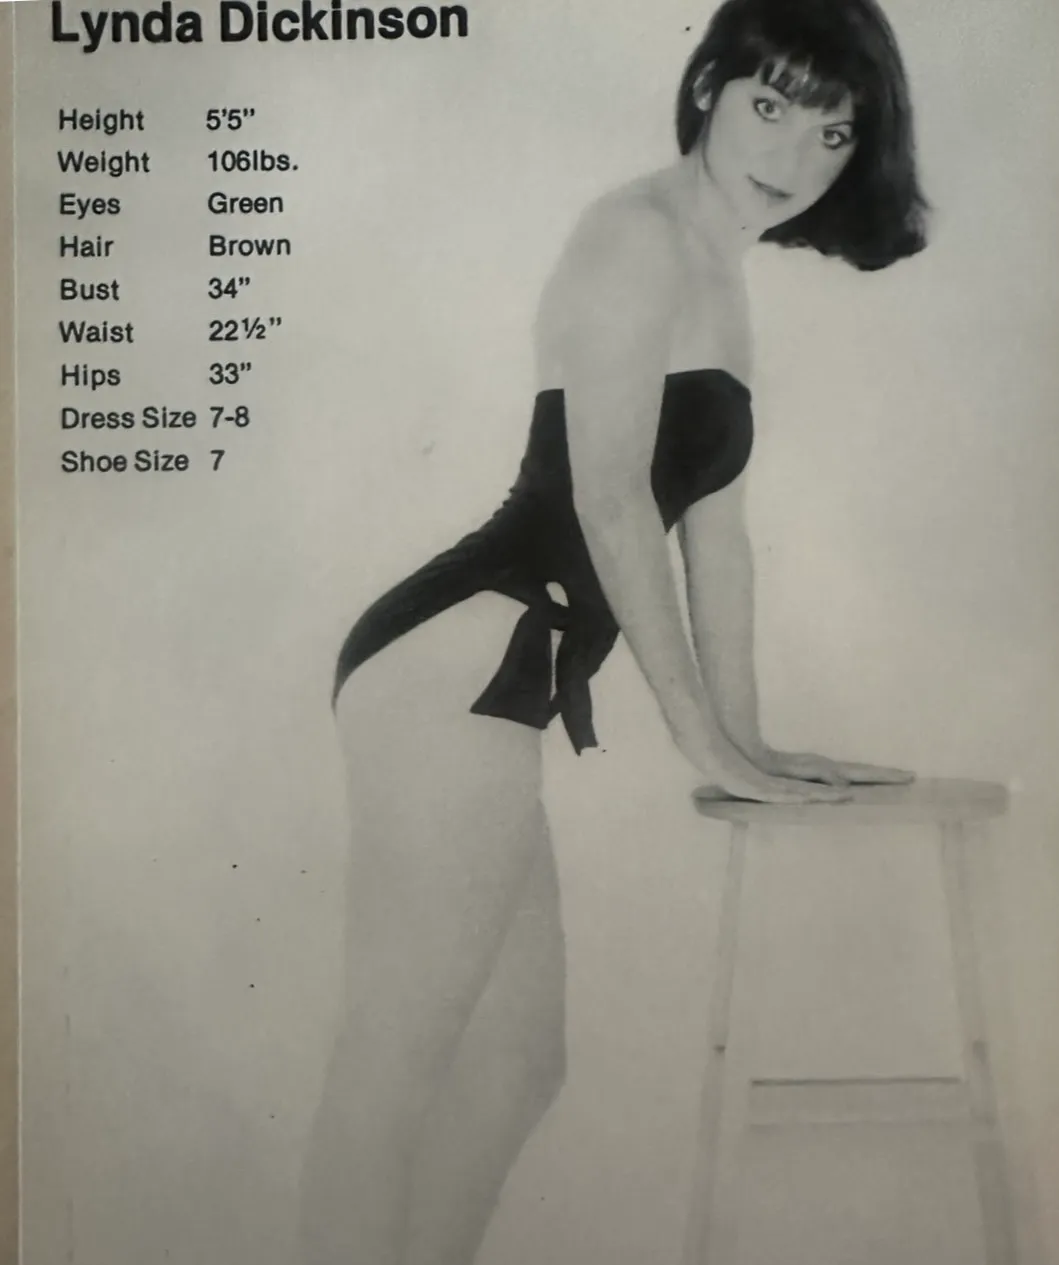 Lynda Dickinson
Height 5'5"
Weight 106lbs.
Eyes Green
Hair Brown
Bust 34"
Waist 22½"
Hips 33"
Dress Size 7-8
Shoe Size 7